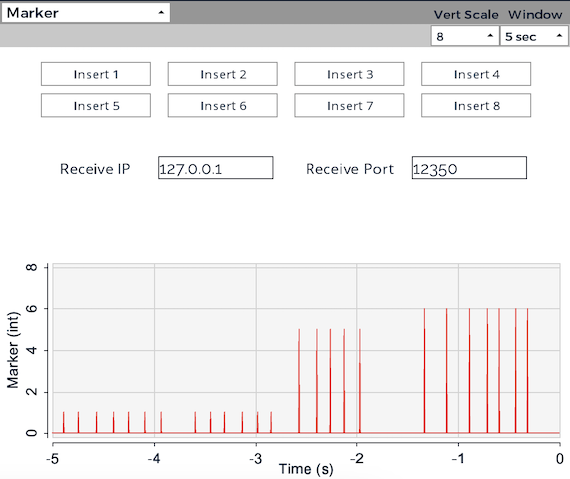 Marker
Vert Scale Window
8 5 sec
Insert 1 Insert 2 Insert 3 Insert 4
Insert 5 Insert 6 Insert 7 Insert 8
Receive IP 127.0.0.1 Receive Port 12350
8
6
4
2
0
Marker (int)
-5 -4 -3 -2 -1 0
Time (s)